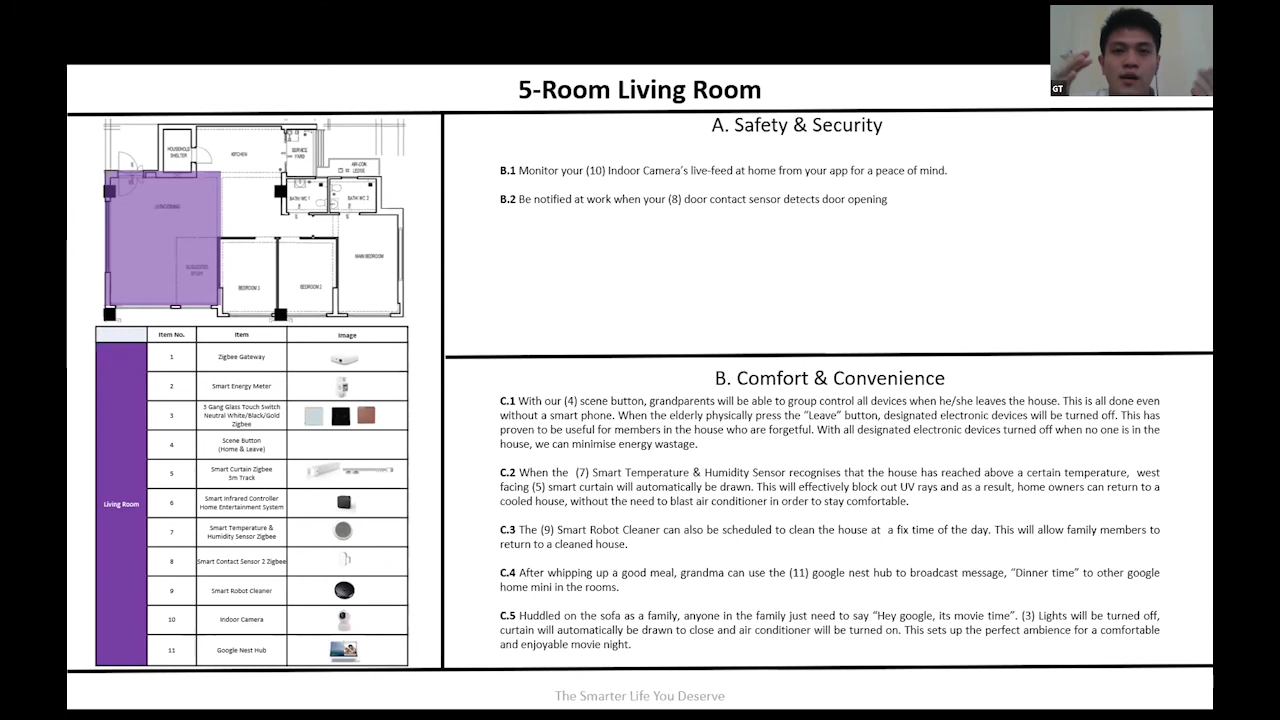 GT
5-Room Living Room
HOUSEHOLD
SHELTER
KITCHEN
SERVICE
YARD
AIR-CON
LEDGE
BATH/ WC 1
BATH/ WC 2
MAIN BEDROOM
BEDROOM 3
BEDROOM 2
Item No.
Item
Image
Living Room
1
Zigbee Gateway
2
Smart Energy Meter
3
3 Gang Glass Touch Switch
Neutral White/Black/Gold
Zigbee
4
Scene Button
(Home & Leave)
5
Smart Curtain Zigbee
3m Track
6
Smart Infrared Controller
Home Entertainment System
7
Smart Temperature &
Humidity Sensor Zigbee
8
Smart Contact Sensor 2 Zigbee
9
Smart Robot Cleaner
10
Indoor Camera
11
Google Nest Hub
A. Safety & Security
B.1 Monitor your (10) Indoor Camera's live-feed at home from your app for a peace of mind.
B.2 Be notified at work when your (8) door contact sensor detects door opening
B. Comfort & Convenience
C.1 With our (4) scene button, grandparents will be able to group control all devices when he/she leaves the house. This is all done even
without a smart phone. When the elderly physically press the "Leave" button, designated electronic devices will be turned off. This has
proven to be useful for members in the house who are forgetful. With all designated electronic devices turned off when no one is in the
house, we can minimise energy wastage.
C.2 When the (7) Smart Temperature & Humidity Sensor recognises that the house has reached above a certain temperature, west
facing (5) smart curtain will automatically be drawn. This will effectively block out UV rays and as a result, home owners can return to a
cooled house, without the need to blast air conditioner in order to stay comfortable.
C.3 The (9) Smart Robot Cleaner can also be scheduled to clean the house at a fix time of the day. This will allow family members to
return to a cleaned house.
C.4 After whipping up a good meal, grandma can use the (11) google nest hub to broadcast message, "Dinner time" to other google
home mini in the rooms.
C.5 Huddled on the sofa as a family, anyone in the family just need to say "Hey google, its movie time". (3) Lights will be turned off,
curtain will automatically be drawn to close and air conditioner will be turned on. This sets up the perfect ambience for a comfortable
and enjoyable movie night.
The Smarter Life You Deserve